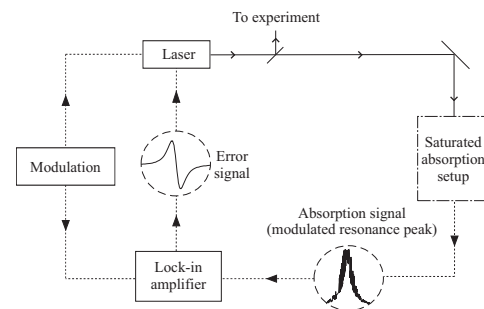 To experiment
Laser
Modulation
Error
signal
Saturated
absorption
setup
Absorption signal
(modulated resonance peak)
Lock-in
amplifier